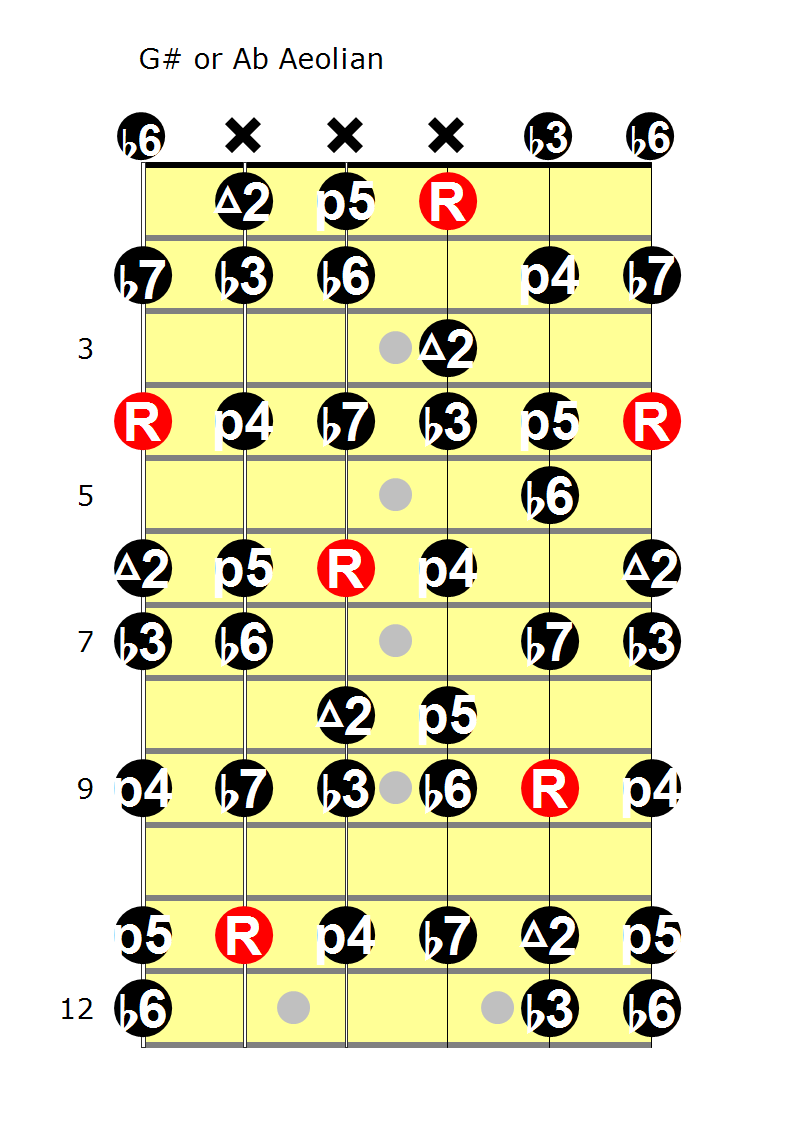 G# or Ab Aeolian
♭6 × × × ♭3 ♭6
Δ2 p5 R
♭7 ♭3 ♭6 p4 ♭7
3 Δ2
R p4 ♭7 ♭3 p5 R
5 ♭6
Δ2 p5 R p4 Δ2
7 ♭3 ♭6 ♭7 ♭3
Δ2 p5
9 p4 ♭7 ♭3 ♭6 R p4
p5 R p4 ♭7 Δ2 p5
12 ♭6 ♭3 ♭6